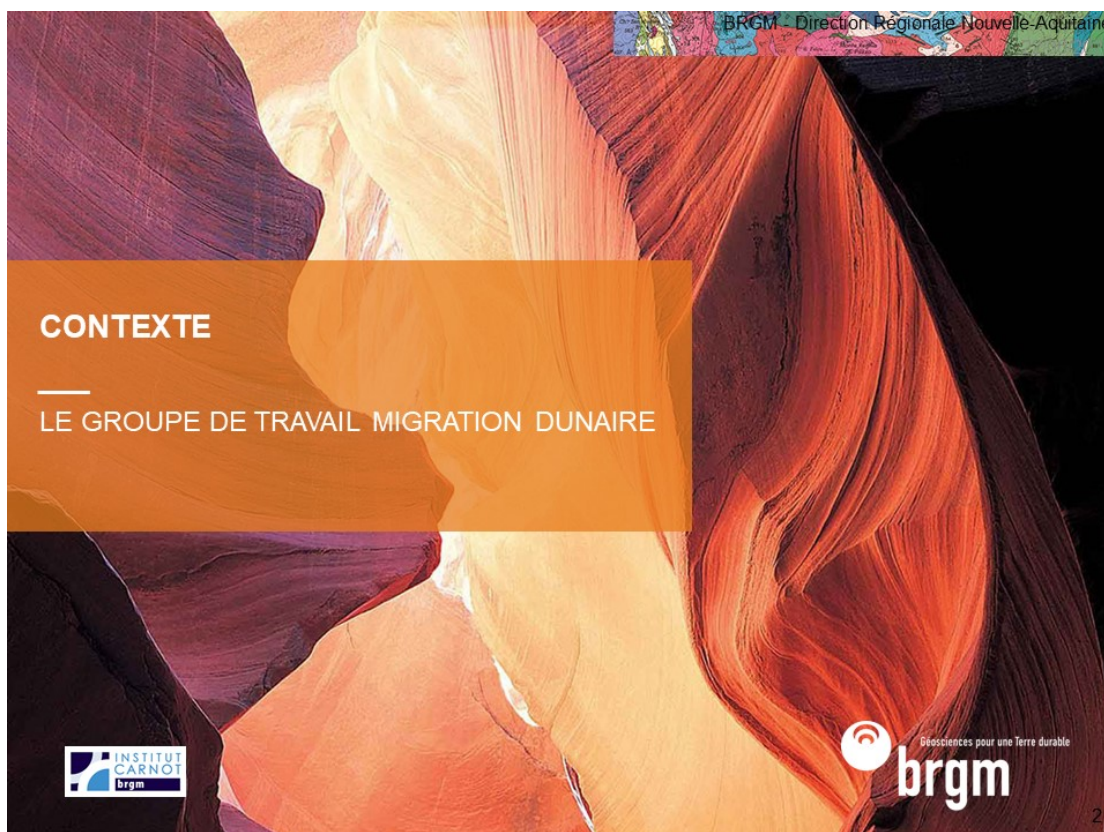 BRGM - Direction Régionale Nouvelle-Aquitaine
CONTEXTE
LE GROUPE DE TRAVAIL MIGRATION DUNAIRE
INSTITUT
CARNOT
brgm
Géosciences pour une Terre durable
brgm
2